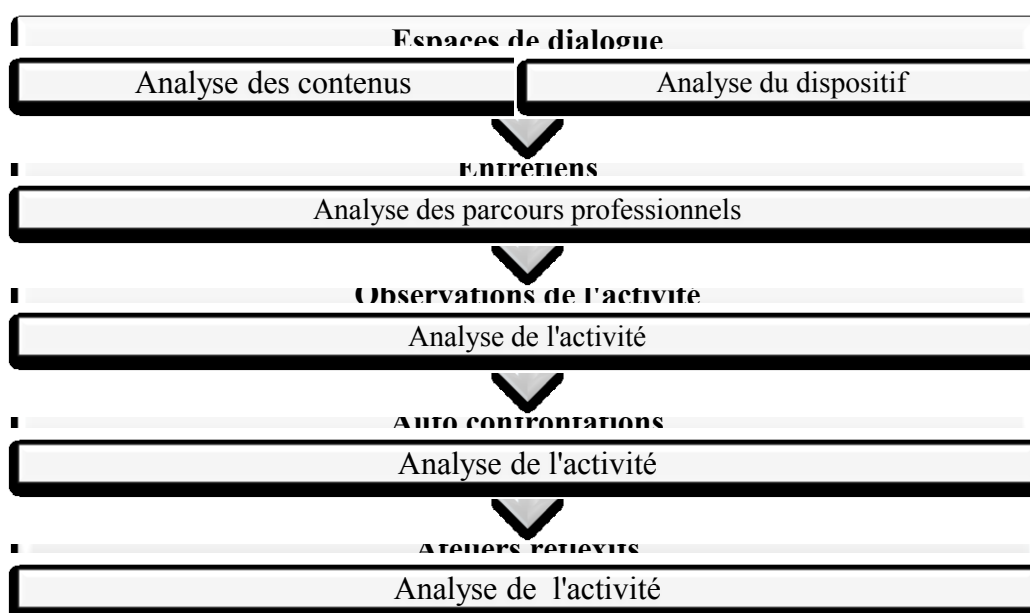 Espaces de dialogue
Analyse des contenus
Analyse du dispositif
Entretiens
Analyse des parcours professionnels
Observations de l'activité
Analyse de l'activité
Auto confrontations
Analyse de l'activité
Ateliers réflexifs
Analyse de l'activité